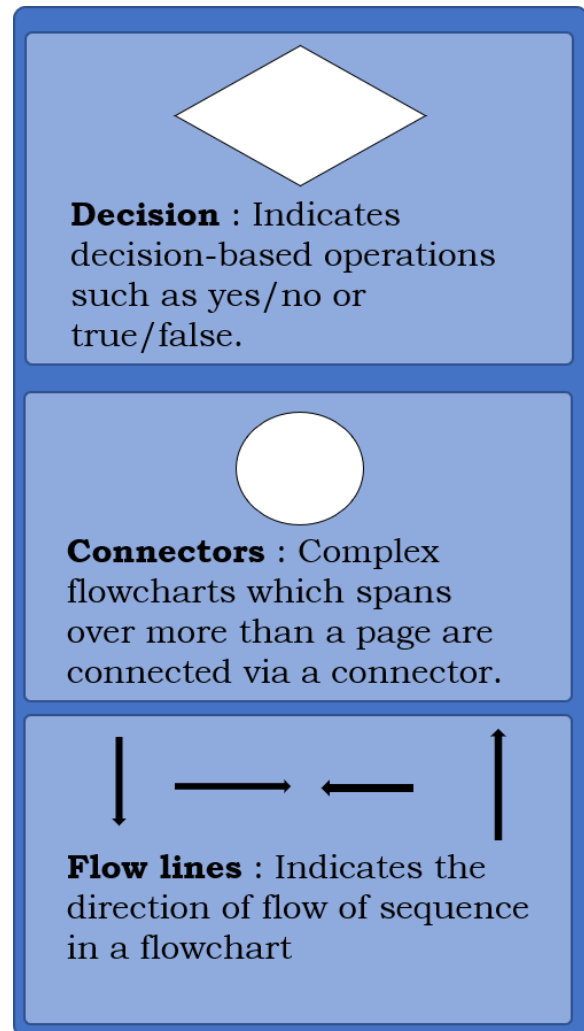 Decision : Indicates
decision-based operations
such as yes/no or
true/false.
Connectors : Complex
flowcharts which spans
over more than a page are
connected via a connector.
Flow lines : Indicates the
direction of flow of sequence
in a flowchart